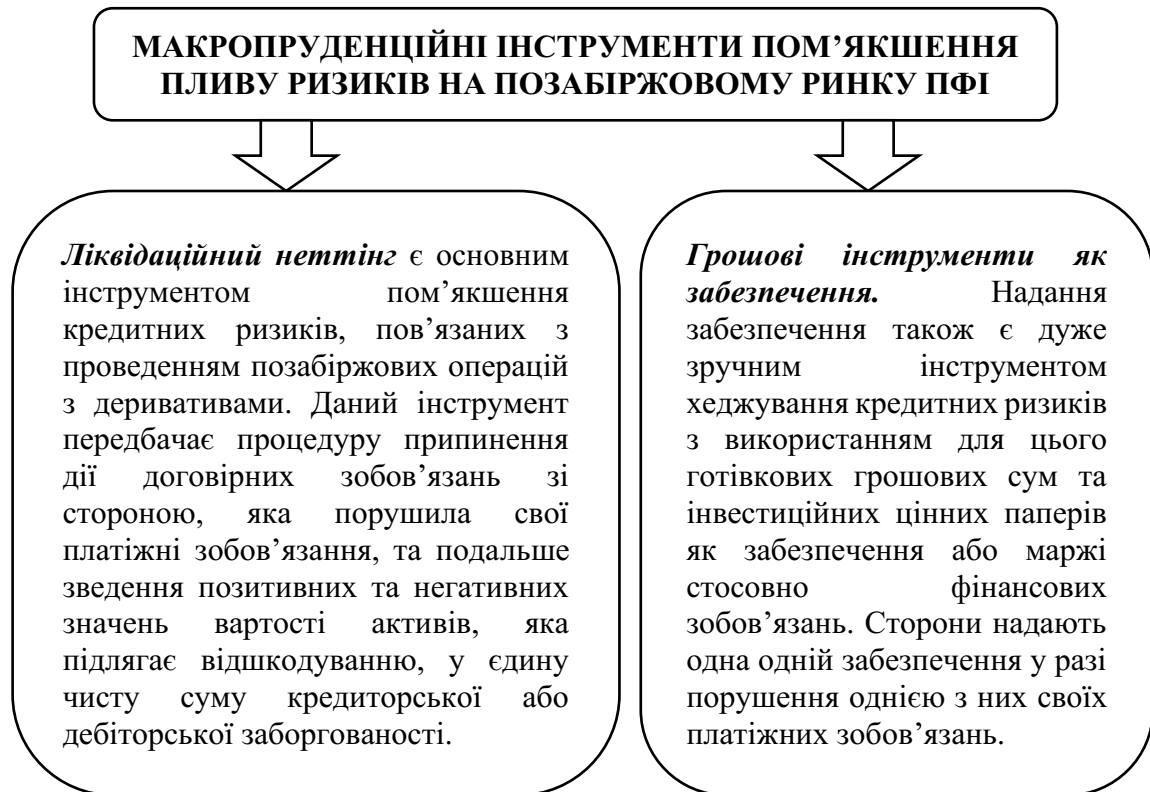 МАКРОПРУДЕНЦІЙНІ ІНСТРУМЕНТИ ПОМ’ЯКШЕННЯ
ПЛИВУ РИЗИКІВ НА ПОЗАБІРЖОВОМУ РИНКУ ПФІ
Ліквідаційний неттінг є основним
інструментом пом’якшення
кредитних ризиків, пов’язаних з
проведенням позабіржових операцій
з деривативами. Даний інструмент
передбачає процедуру припинення
дії договірних зобов’язань зі
стороною, яка порушила свої
платіжні зобов’язання, та подальше
зведення позитивних та негативних
значень вартості активів, яка
підлягає відшкодуванню, у єдину
чисту суму кредиторської або
дебіторської заборгованості.
Грошові інструменти як
забезпечення. Надання
забезпечення також є дуже
зручним інструментом
хеджування кредитних ризиків
з використанням для цього
готівкових грошових сум та
інвестиційних цінних паперів
як забезпечення або маржі
стосовно фінансових
зобов’язань. Сторони надають
одна одній забезпечення у разі
порушення однією з них своїх
платіжних зобов’язань.